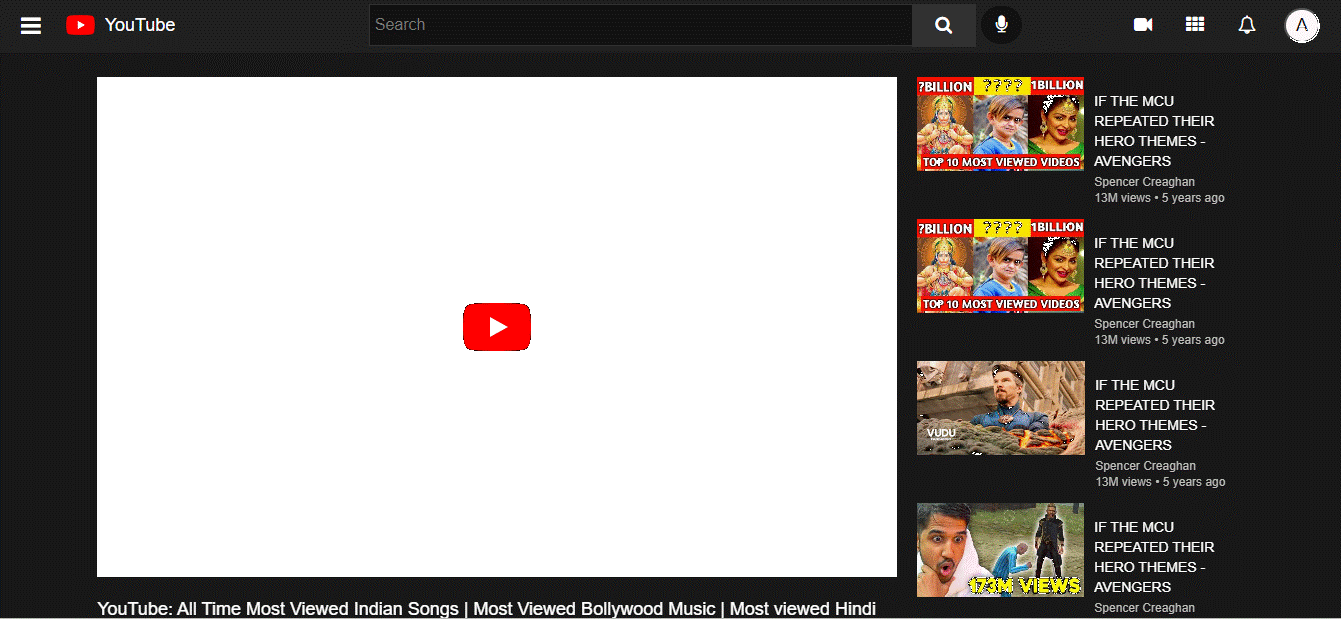 YouTube
Search
A
?BILLION
????
1BILLION
TOP 10 MOST VIEWED VIDEOS
IF THE MCU
REPEATED THEIR
HERO THEMES -
AVENGERS
Spencer Creaghan
13M views • 5 years ago
?BILLION
????
1BILLION
TOP 10 MOST VIEWED VIDEOS
IF THE MCU
REPEATED THEIR
HERO THEMES -
AVENGERS
Spencer Creaghan
13M views • 5 years ago
VUDU
IF THE MCU
REPEATED THEIR
HERO THEMES -
AVENGERS
Spencer Creaghan
13M views • 5 years ago
173M VIEWS
IF THE MCU
REPEATED THEIR
HERO THEMES -
AVENGERS
Spencer Creaghan
YouTube: All Time Most Viewed Indian Songs | Most Viewed Bollywood Music | Most viewed Hindi